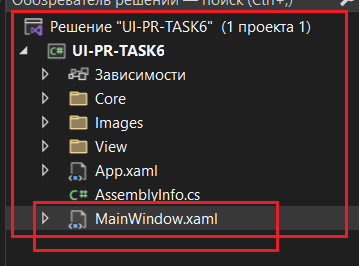 Обозреватель решений — поиск (Ctrl+;)
Решение "UI-PR-TASK6" (1 проекта 1)
UI-PR-TASK6
Зависимости
Core
Images
View
App.xaml
C# AssemblyInfo.cs
MainWindow.xaml